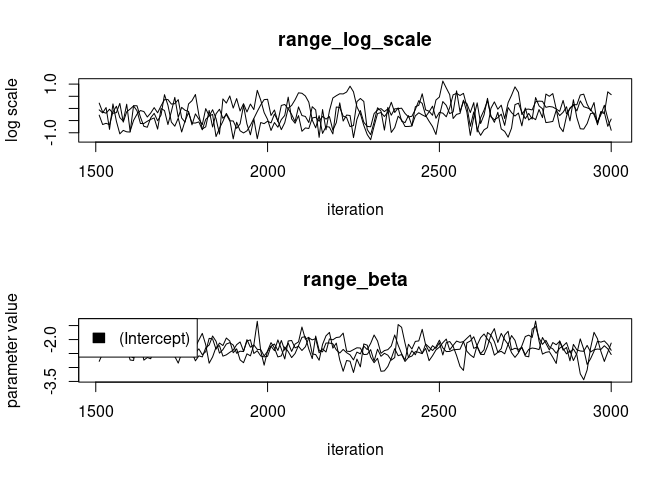 range_log_scale
log scale
1.0
-1.0
1500
2000
2500
3000
iteration
range_beta
parameter value
-2.0
-3.5
(Intercept)
1500
2000
2500
3000
iteration